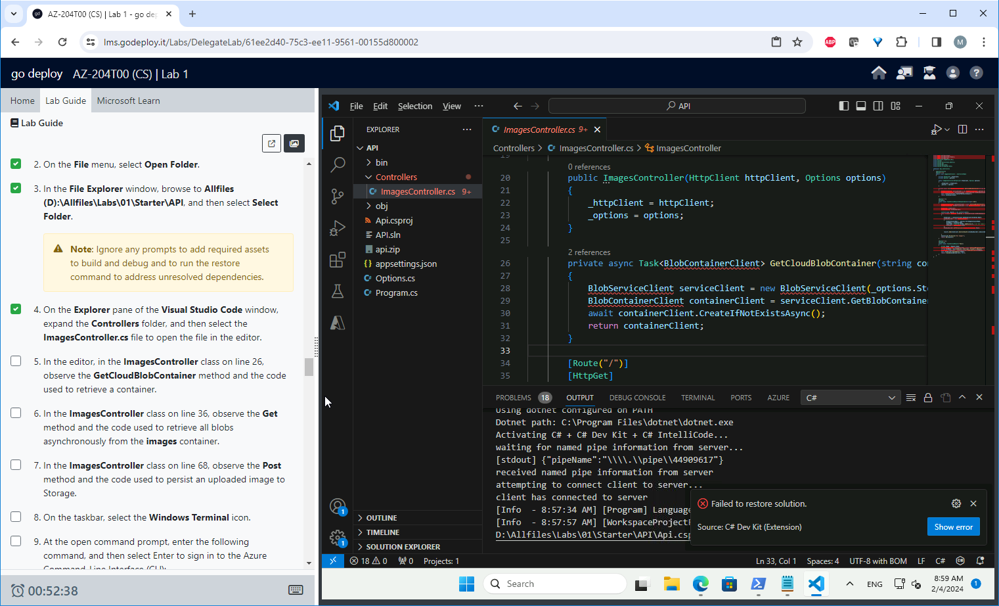 AZ-204T00 (CS) | Lab 1 - go de
lms.godeploy.it/Labs/DelegateLab/61ee2d40-75c3-ee11-9561-00155d800002
ABP
M
go deploy AZ-204T00 (CS) | Lab 1
Home Lab Guide Microsoft Learn
Lab Guide
2. On the File menu, select Open Folder.
3. In the File Explorer window, browse to Allfiles
(D):\Allfiles\Labs\01\Starter\API, and then select Select
Folder.
Note: Ignore any prompts to add required assets
to build and debug and to run the restore
command to address unresolved dependencies.
4. On the Explorer pane of the Visual Studio Code window,
expand the Controllers folder, and then select the
ImagesController.cs file to open the file in the editor.
5. In the editor, in the ImagesController class on line 26,
observe the GetCloudBlobContainer method and the code
used to retrieve a container.
6. In the ImagesController class on line 36, observe the Get
method and the code used to retrieve all blobs
asynchronously from the images container.
7. In the ImagesController class on line 68, observe the Post
method and the code used to persist an uploaded image to
Storage.
8. On the taskbar, select the Windows Terminal icon.
9. At the open command prompt, enter the following
command, and then select Enter to sign in to the Azure
Command-Line Interface (CLI):
00:52:38
File Edit Selection View ··· API
EXPLORER ···
API
bin
Controllers
ImagesController.cs 9+
obj
Api.csproj
API.sln
api.zip
{} appsettings.json
Options.cs
Program.cs
OUTLINE
TIMELINE
SOLUTION EXPLORER
1
1
ImagesController.cs 9+
Controllers > ImagesController.cs > ImagesController
19
0 references
20 public ImagesController(HttpClient httpClient, Options options)
21 {
22 _httpClient = httpClient;
23 _options = options;
24 }
25
2 references
26 private async Task<BlobContainerClient> GetCloudBlobContainer(string co
27 {
28 BlobServiceClient serviceClient = new BlobServiceClient(_options.Sto
29 BlobContainerClient containerClient = serviceClient.GetBlobContaine
30 await containerClient.CreateIfNotExistsAsync();
31 return containerClient;
32 }
33
34 [Route("/")]
35 [HttpGet]
PROBLEMS 18 OUTPUT DEBUG CONSOLE TERMINAL PORTS AZURE C#
Using dotnet configured on PATH
Dotnet path: C:\Program Files\dotnet\dotnet.exe
Activating C# + C# Dev Kit + C# IntelliCode...
waiting for named pipe information from server...
[stdout] {"pipeName":"\\\\.\\pipe\\44909617"}
received named pipe information from server
attempting to connect client to server...
client has connected to server
[Info - 8:57:34 AM] [Program] Language
[Info - 8:57:57 AM] [WorkspaceProjectF
D:\Allfiles\Labs\01\Starter\API\Api.csp
Failed to restore solution.
Source: C# Dev Kit (Extension)
Show error
18 0 0 Projects: 1 Ln 33, Col 1 Spaces: 4 UTF-8 with BOM LF C#
Search
ENG
8:59 AM
2/4/2024
1